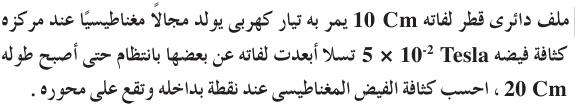 ملف دائرى قطر لفاته 10 Cm يمر به تيار كهربى يولد مجالاً مغناطيسيًا عند مركزه
كثافة فيضه 5 × 10⁻² Tesla تسلا أبعدت لفاته عن بعضها بانتظام حتى أصبح طوله
20 Cm ، احسب كثافة الفيض المغناطيسى عند نقطة بداخله وتقع على محوره .